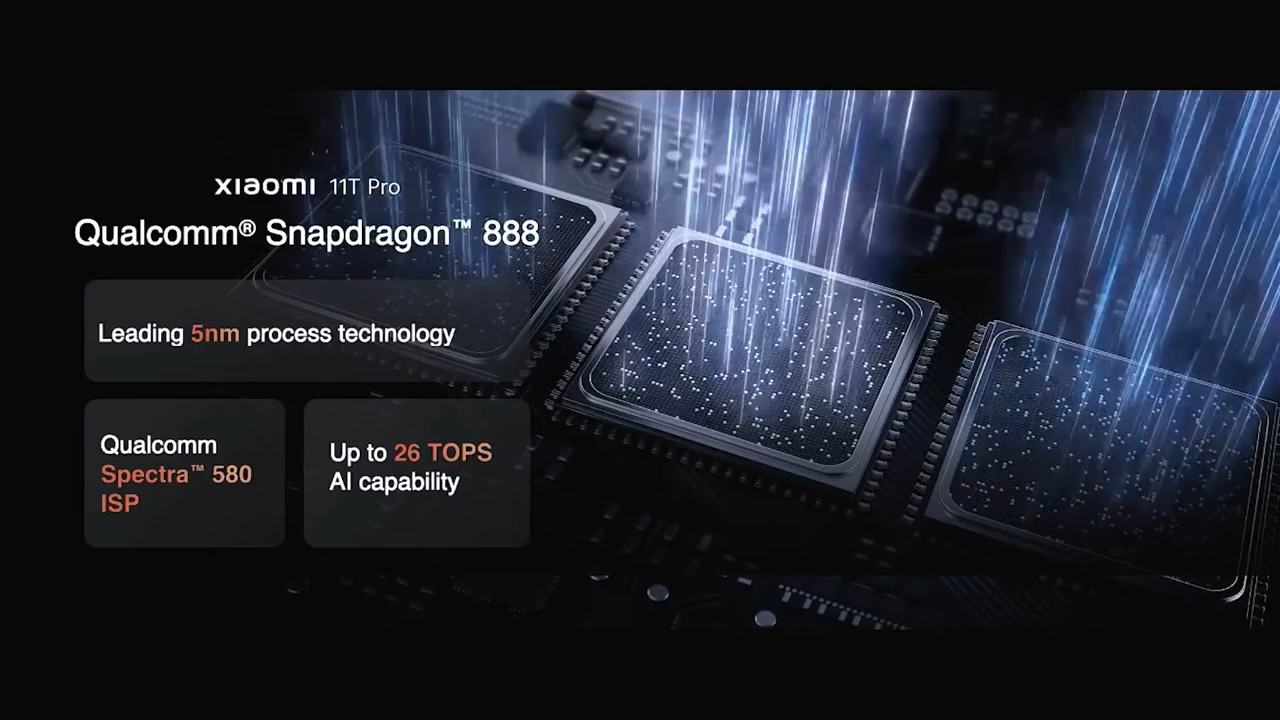 xiaomi 11T Pro
Qualcomm® Snapdragon™ 888
Leading 5nm process technology
Qualcomm
Spectra™ 580
ISP
Up to 26 TOPS
AI capability